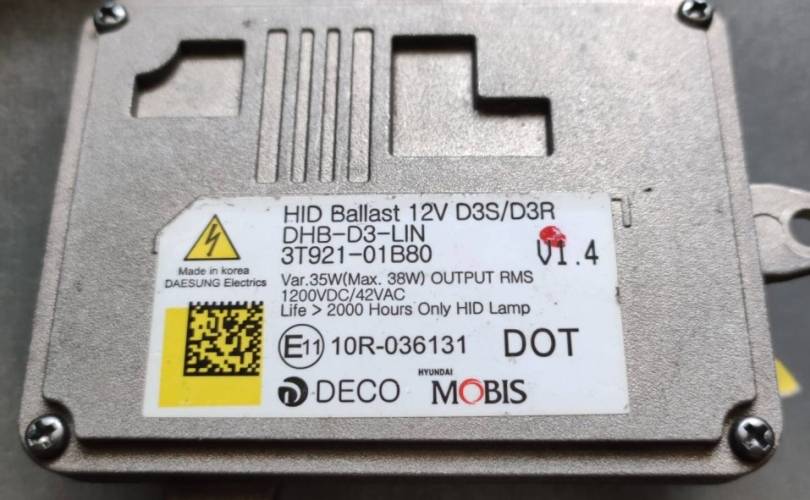 HID Ballast 12V D3S/D3R
DHB-D3-LIN
3T921-01B80
V1.4
Made in korea
DAESUNG Electrics
Var.35W(Max. 38W) OUTPUT RMS
1200VDC/42VAC
Life > 2000 Hours Only HID Lamp
E11 10R-036131 DOT
DECO HYUNDAI MOBIS